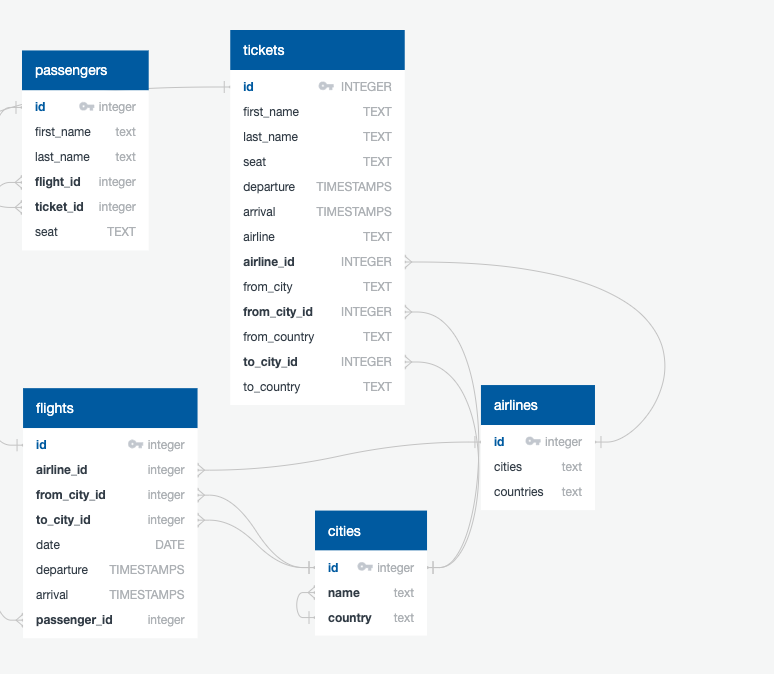 passengers
id integer
first_name text
last_name text
flight_id integer
ticket_id integer
seat TEXT
tickets
id INTEGER
first_name TEXT
last_name TEXT
seat TEXT
departure TIMESTAMPS
arrival TIMESTAMPS
airline TEXT
airline_id INTEGER
from_city TEXT
from_city_id INTEGER
from_country TEXT
to_city_id INTEGER
to_country TEXT
flights
id integer
airline_id integer
from_city_id integer
to_city_id integer
date DATE
departure TIMESTAMPS
arrival TIMESTAMPS
passenger_id integer
airlines
id integer
cities text
countries text
cities
id integer
name text
country text